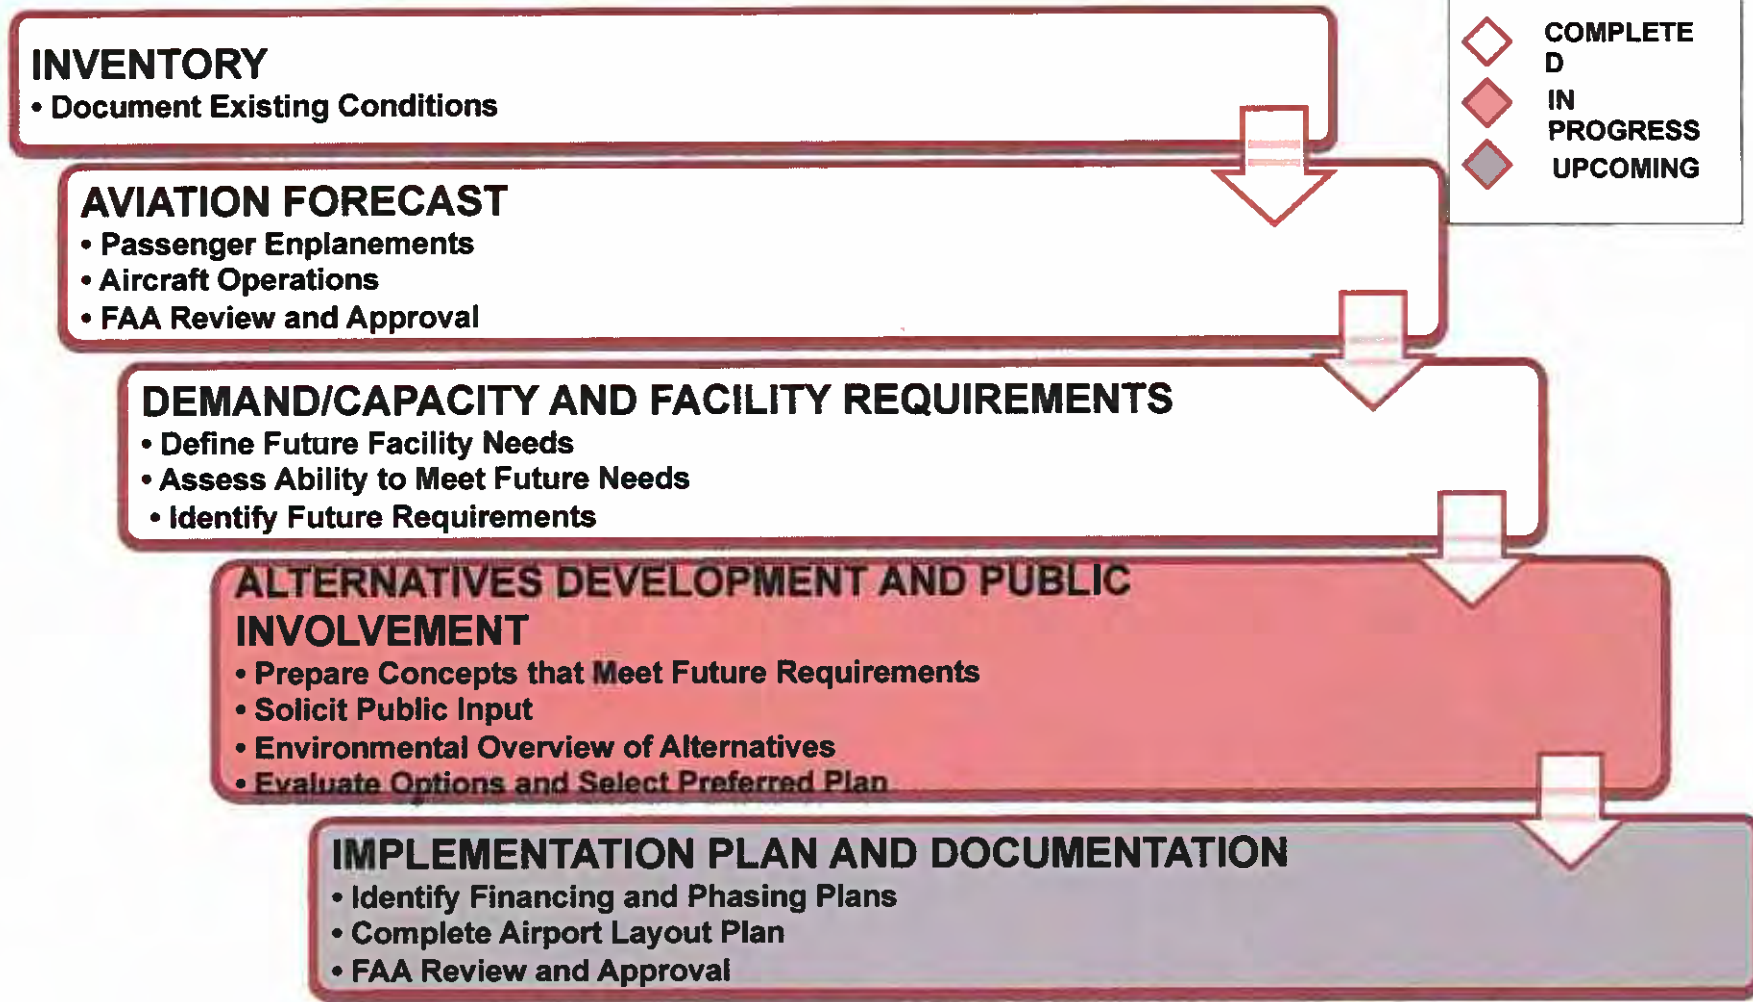 INVENTORY
• Document Existing Conditions
COMPLETE
D
IN
PROGRESS
UPCOMING
AVIATION FORECAST
• Passenger Enplanements
• Aircraft Operations
• FAA Review and Approval
DEMAND/CAPACITY AND FACILITY REQUIREMENTS
• Define Future Facility Needs
• Assess Ability to Meet Future Needs
• Identify Future Requirements
ALTERNATIVES DEVELOPMENT AND PUBLIC
INVOLVEMENT
• Prepare Concepts that Meet Future Requirements
• Solicit Public Input
• Environmental Overview of Alternatives
• Evaluate Options and Select Preferred Plan
IMPLEMENTATION PLAN AND DOCUMENTATION
• Identify Financing and Phasing Plans
• Complete Airport Layout Plan
• FAA Review and Approval